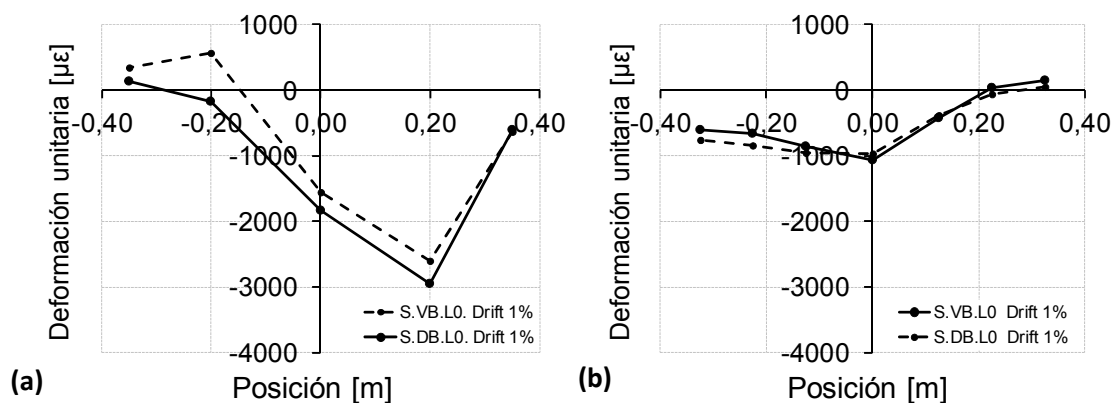 1000
0
-1000
-2000
-3000
-4000
-0,40 -0,20 0,00 0,20 0,40
Deformación unitaria [µε]
S.VB.L0. Drift 1%
S.DB.L0. Drift 1%
(a)
Posición [m]
1000
0
-1000
-2000
-3000
-4000
-0,40 -0,20 0,00 0,20 0,40
Deformación unitaria [µε]
S.VB.L0 Drift 1%
S.DB.L0 Drift 1%
(b)
Posición [m]